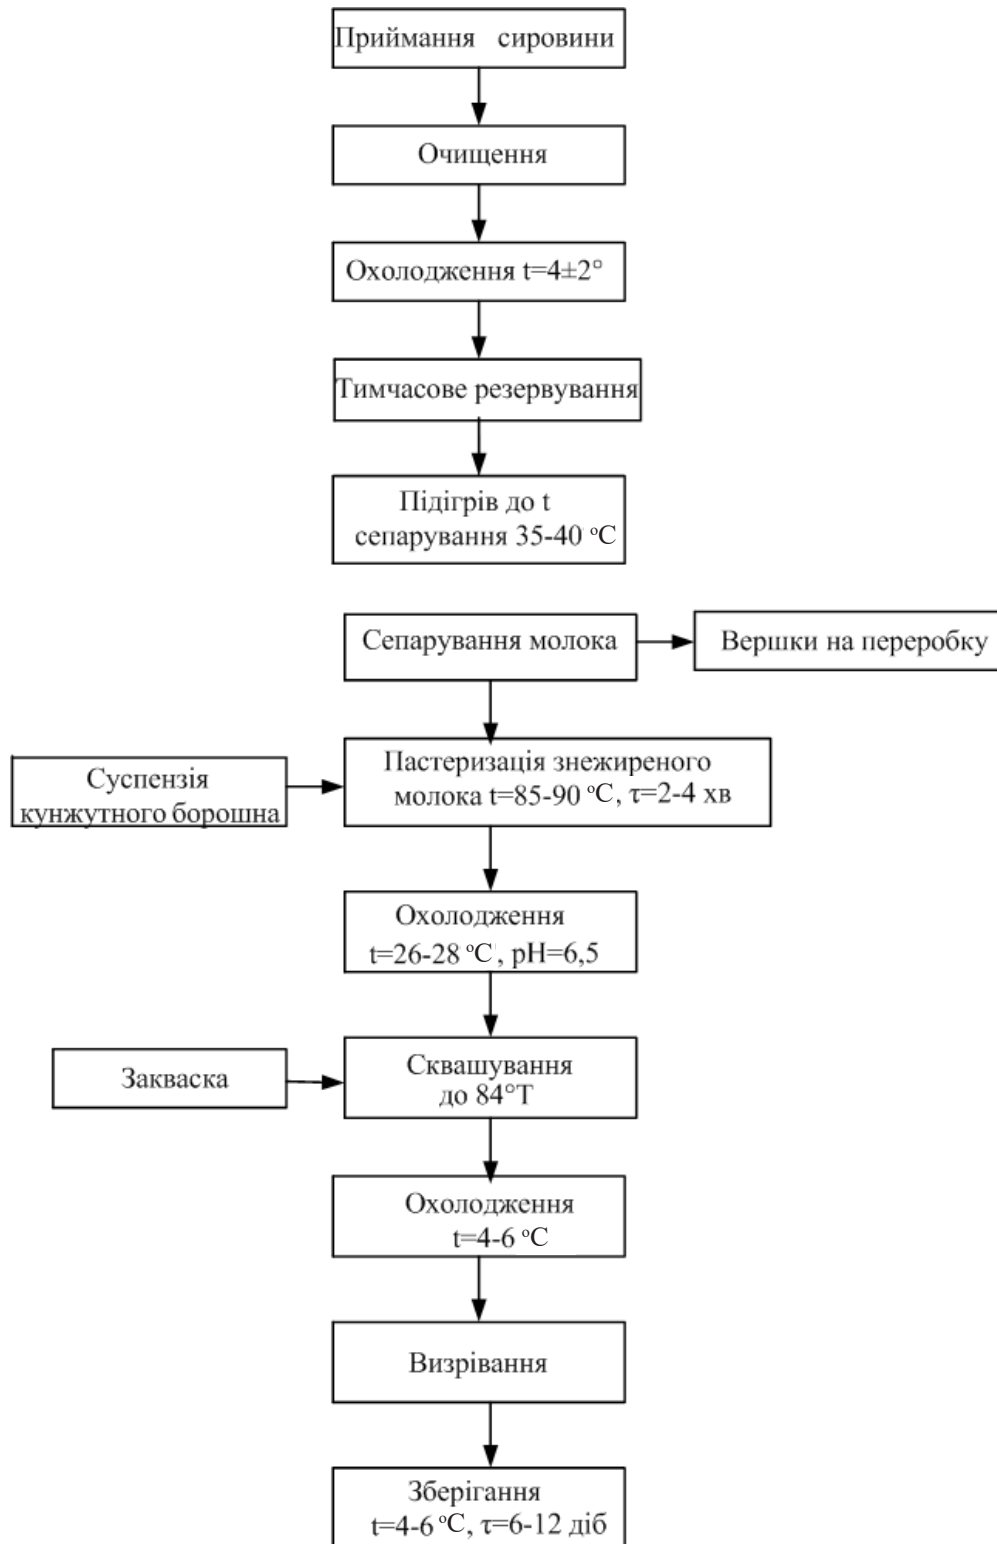 Приймання сировини
Очищення
Охолодження t=4±2°
Тимчасове резервування
Підігрів до t
сепарування 35-40 °С
Сепарування молока
Вершки на переробку
Пастеризація знежиреного
молока t=85-90 °С, τ=2-4 хв
Суспензія
кунжутного борошна
Охолодження
t=26-28 °С, рН=6,5
Закваска
Сквашування
до 84°Т
Охолодження
t=4-6 °С
Визрівання
Зберігання
t=4-6 °С, τ=6-12 діб